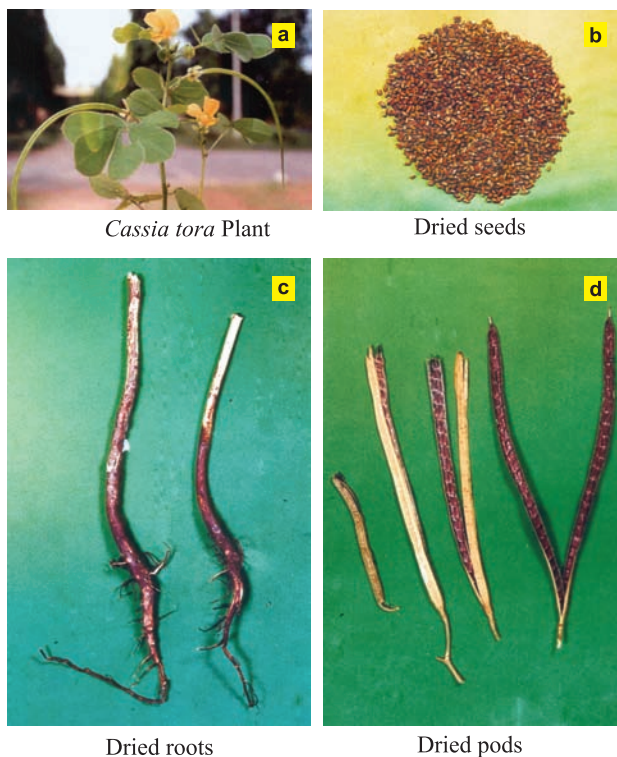 a
b
Cassia tora Plant
Dried seeds
c
d
Dried roots
Dried pods